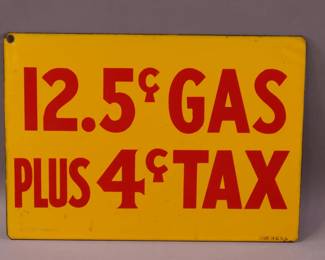 12.5¢ GAS
PLUS 4¢ TAX